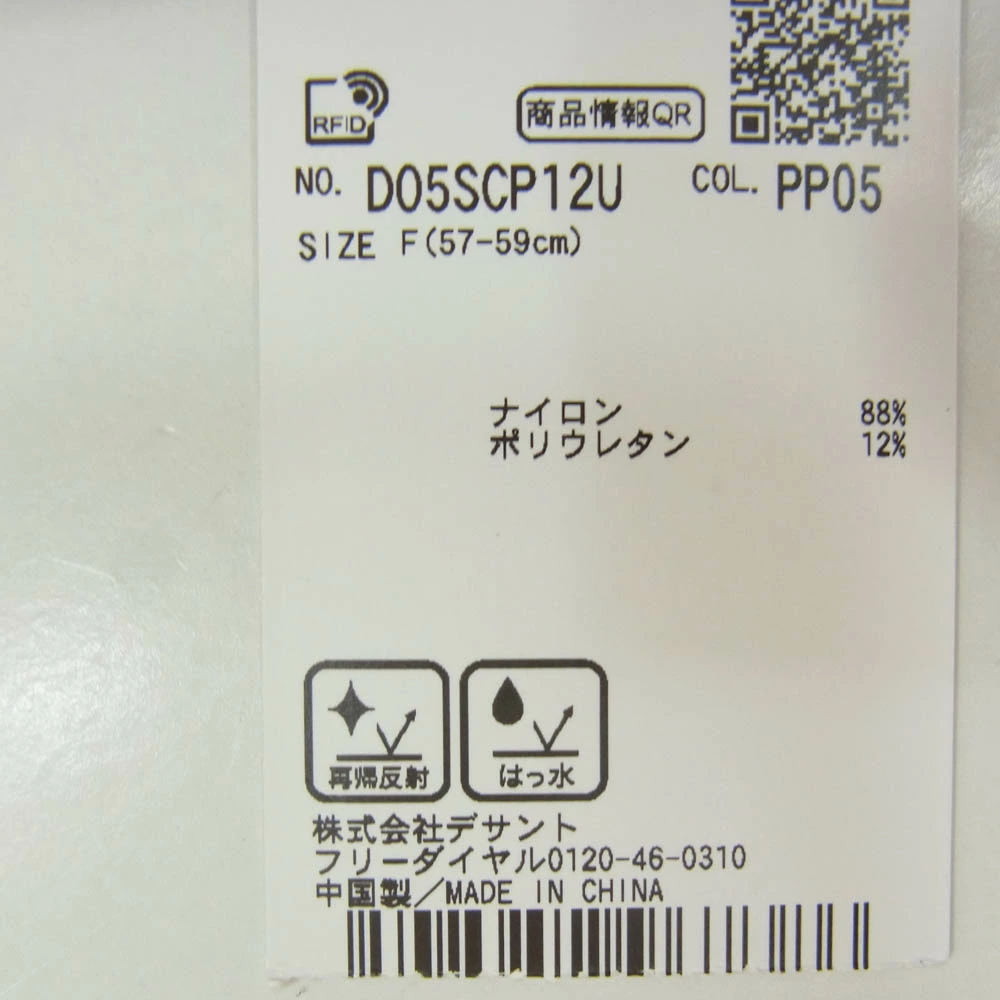 RFID
商品情報QR
NO. D05SCP12U COL. PP05
SIZE F(57-59cm)
ナイロン 88%
ポリウレタン 12%
再帰反射
はっ水
株式会社デサント
フリーダイヤル0120-46-0310
中国製/MADE IN CHINA